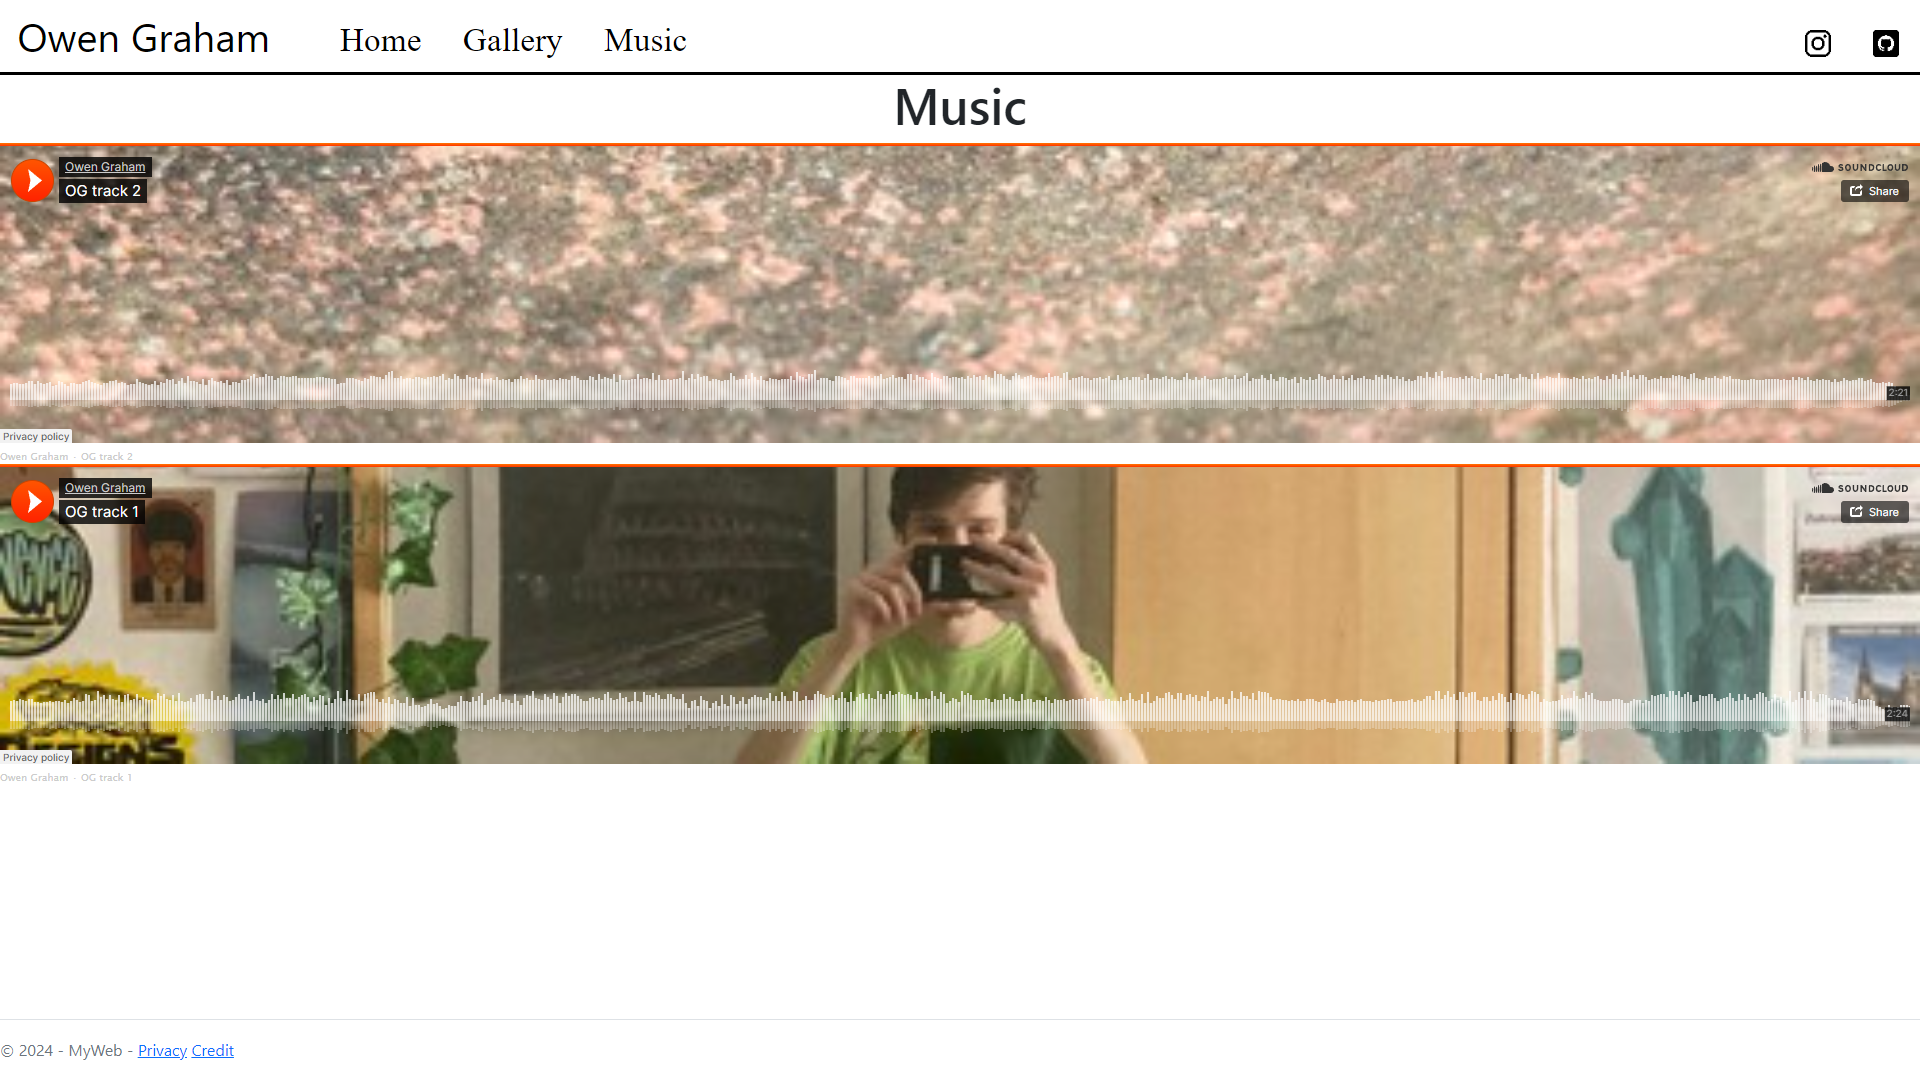 Owen Graham Home Gallery Music
Music
Owen Graham
OG track 2
SOUNDCLOUD
Share
2:21
Privacy policy
Owen Graham · OG track 2
Owen Graham
OG track 1
SOUNDCLOUD
Share
2:24
Privacy policy
Owen Graham · OG track 1
© 2024 - MyWeb - Privacy Credit